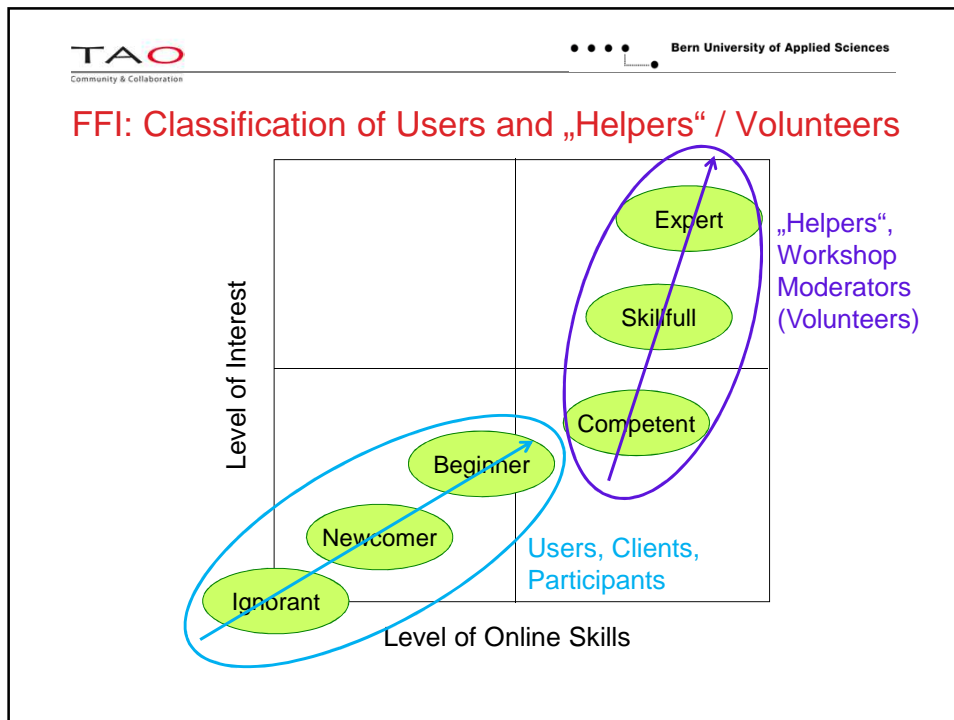 TAO
Community & Collaboration
Bern University of Applied Sciences
FFI: Classification of Users and „Helpers“ / Volunteers
Level of Interest
Expert
Skillfull
Competent
Beginner
Newcomer
Ignorant
„Helpers“,
Workshop
Moderators
(Volunteers)
Users, Clients,
Participants
Level of Online Skills